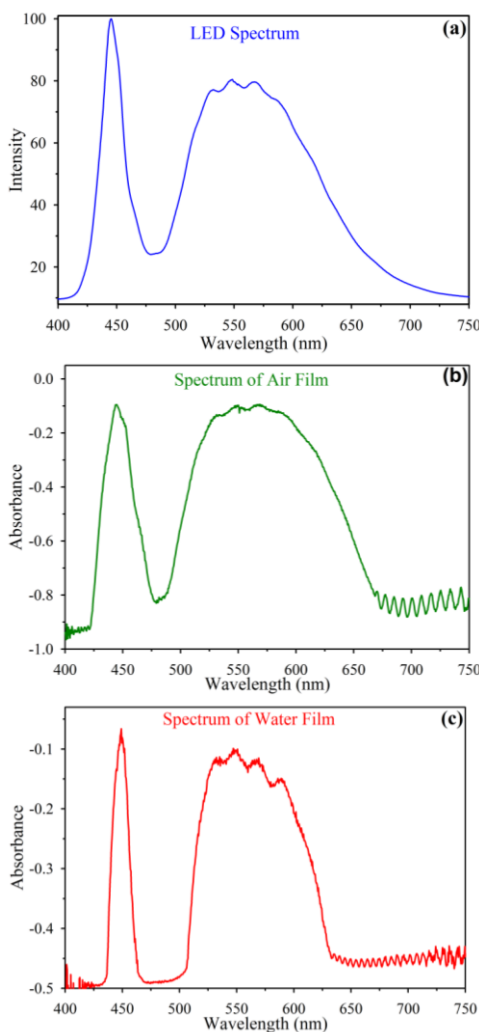 LED Spectrum
(a)
Intensity
100
80
60
40
20
400 450 500 550 600 650 700 750
Wavelength (nm)
Spectrum of Air Film
(b)
Absorbance
0.0
-0.2
-0.4
-0.6
-0.8
-1.0
400 450 500 550 600 650 700 750
Wavelength (nm)
Spectrum of Water Film
(c)
Absorbance
-0.1
-0.2
-0.3
-0.4
-0.5
400 450 500 550 600 650 700 750
Wavelength (nm)